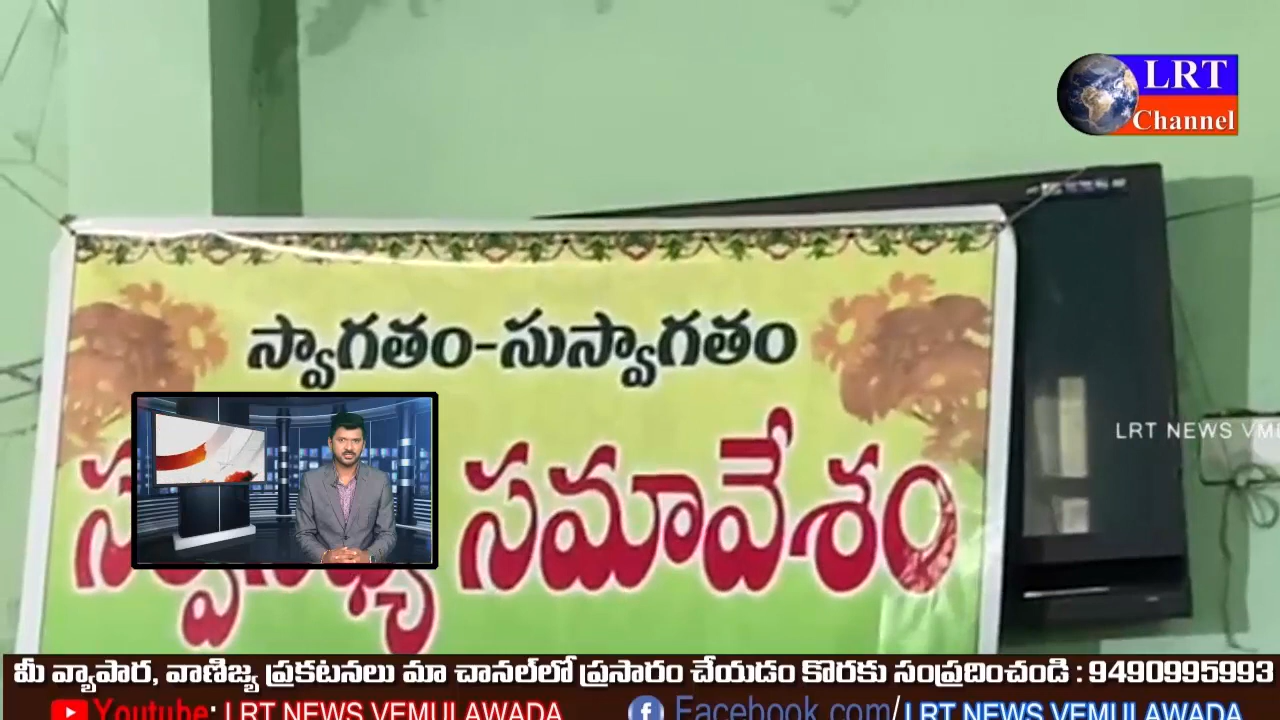 LRT
Channel
స్వాగతం-సుస్వాగతం
సమావేశం
LRT NEWS
మీ వ్యాపార, వాణిజ్య ప్రకటనలు మా చానల్‌లో ప్రసారం చేయడం కొరకు సంప్రదించండి : 9490995993
Youtube: LRT NEWS VEMULAWADA Facebook.com/LRT NEWS VEMULAWADA